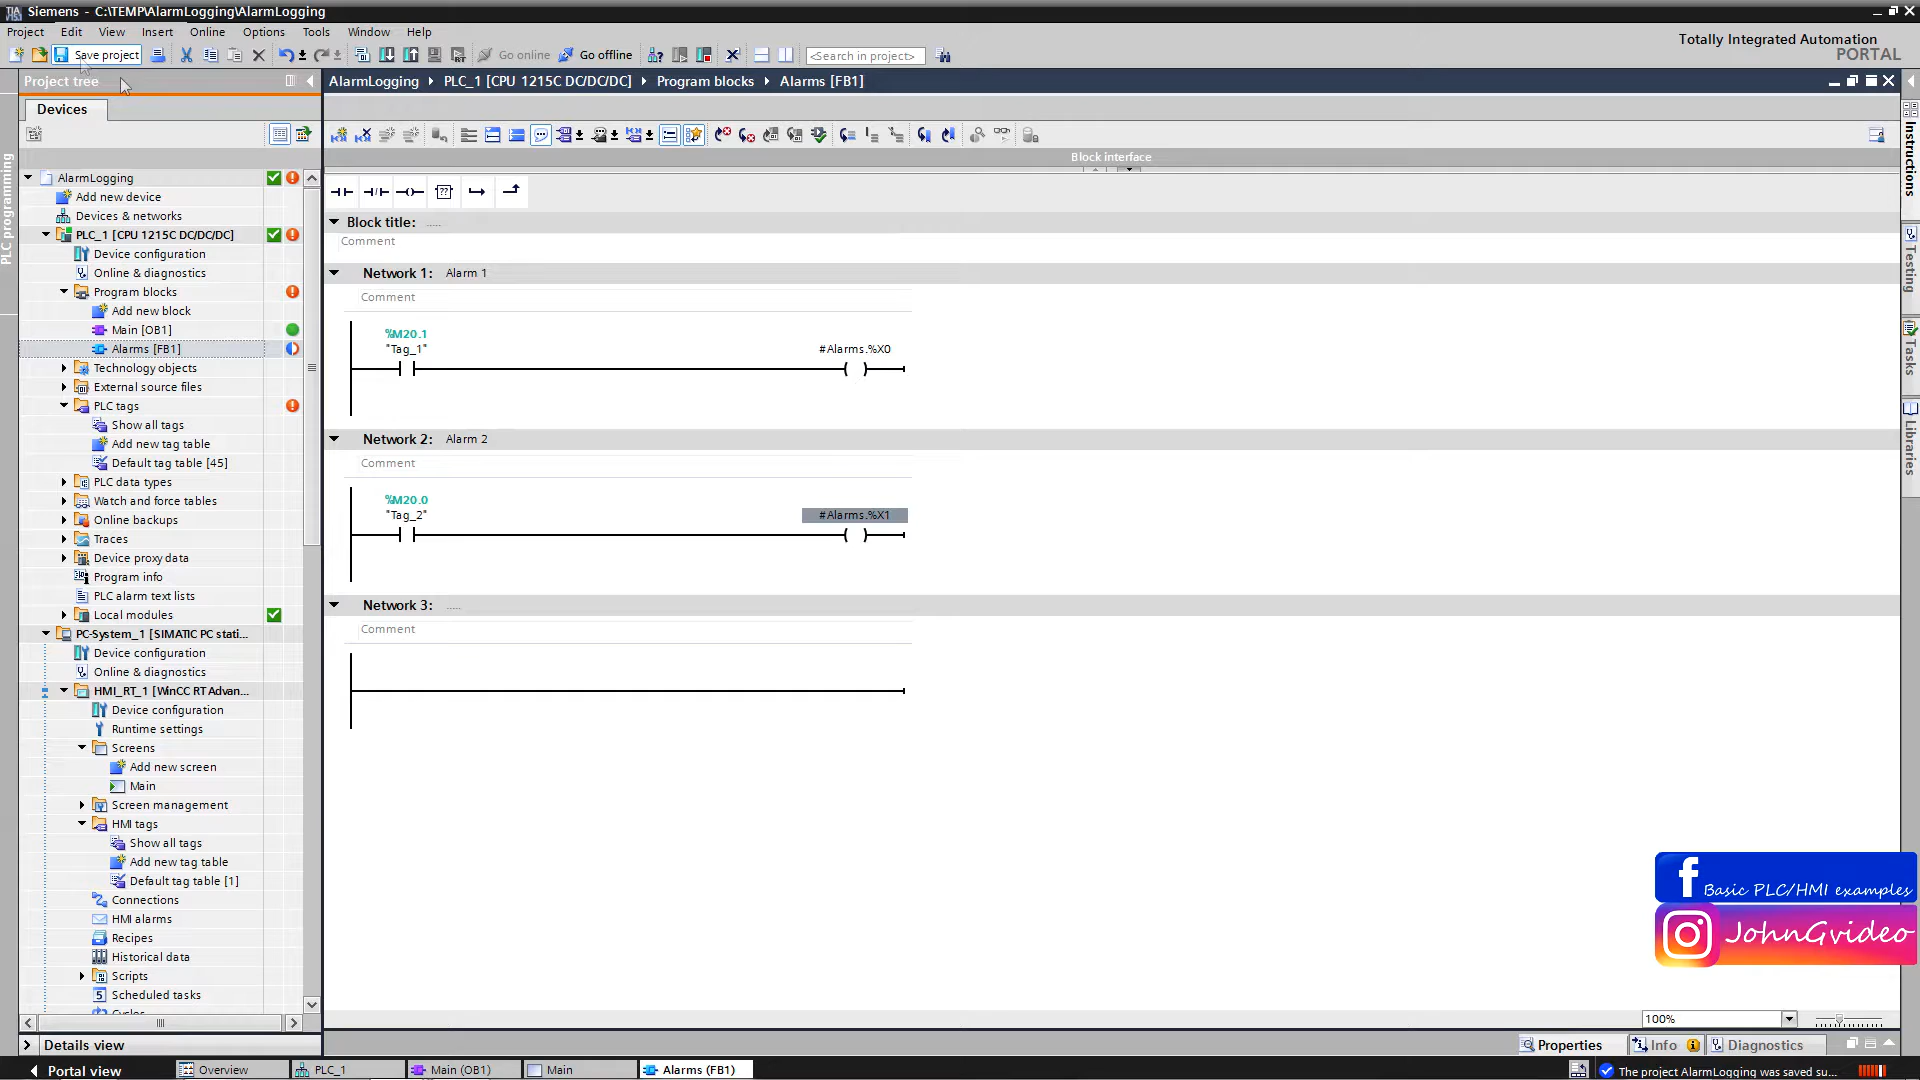 Siemens - C:\TEMP\AlarmLogging\AlarmLogging
Project Edit View Insert Online Options Tools Window Help
Totally Integrated Automation
PORTAL
Save project
Go online
Go offline
<Search in project>
Project tree
AlarmLogging
PLC_1 [CPU 1215C DC/DC/DC]
Program blocks
Alarms [FB1]
Devices
PLC programming
AlarmLogging
Add new device
Devices & networks
PLC_1 [CPU 1215C DC/DC/DC]
Device configuration
Online & diagnostics
Program blocks
Add new block
Main [OB1]
Alarms [FB1]
Technology objects
External source files
PLC tags
Show all tags
Add new tag table
Default tag table [45]
PLC data types
Watch and force tables
Online backups
Traces
Device proxy data
Program info
PLC alarm text lists
Local modules
PC-System_1 [SIMATIC PC stati...
Device configuration
Online & diagnostics
HMI_RT_1 [WinCC RT Advan...
Device configuration
Runtime settings
Screens
Add new screen
Main
Screen management
HMI tags
Show all tags
Add new tag table
Default tag table [1]
Connections
HMI alarms
Recipes
Historical data
Scripts
Scheduled tasks
Cycles
Details view
Block interface
??
Block title: .....
Comment
Network 1: Alarm 1
Comment
%M20.1
"Tag_1"
#Alarms.%X0
Network 2: Alarm 2
Comment
%M20.0
"Tag_2"
#Alarms.%X1
Network 3: .....
Comment
Instructions
Testing
Tasks
Libraries
Basic PLC/HMI examples
JohnGvideo
100%
Properties
Info
Diagnostics
Portal view
Overview
PLC_1
Main (OB1)
Main
Alarms (FB1)
The project AlarmLogging was saved su...